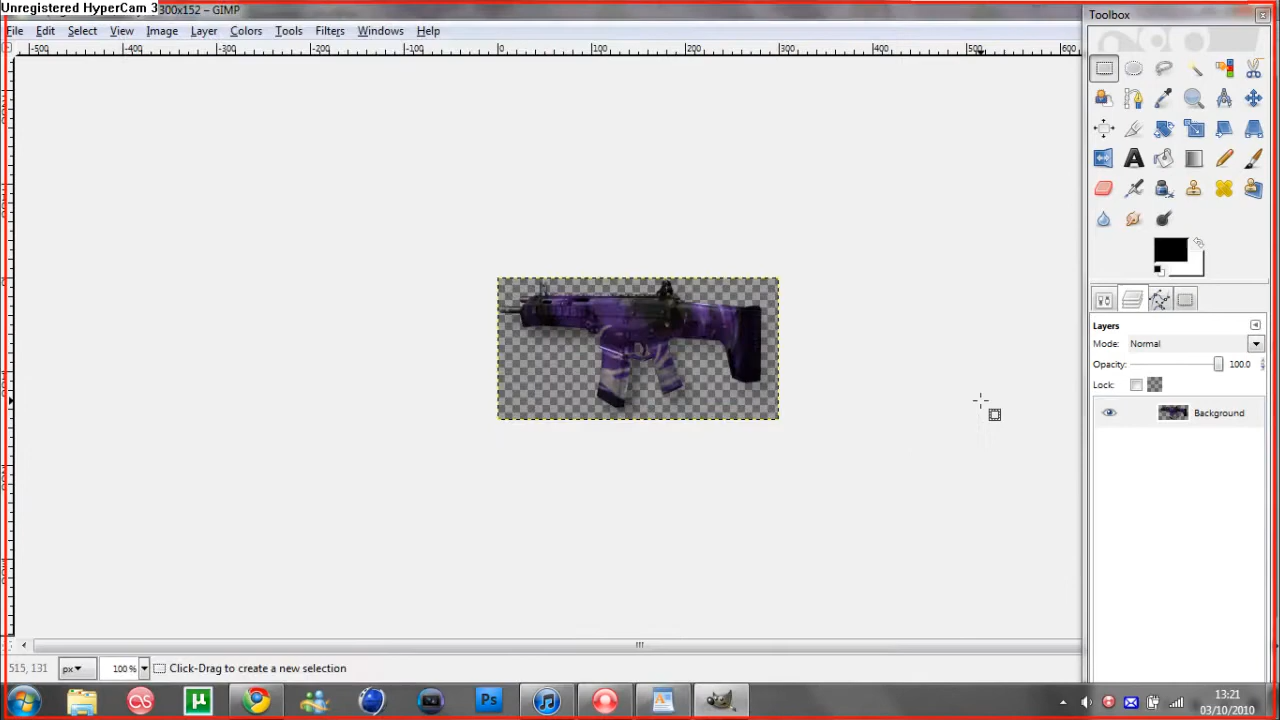 Unregistered HyperCam 3
300x152 – GIMP
File Edit Select View Image Layer Colors Tools Filters Windows Help
-500 -400 -300 -200 -100 0 100 200 300 400 500 600
Toolbox
Layers
Mode: Normal
Opacity: 100.0
Lock:
Background
515, 131 px 100% Click-Drag to create a new selection
Ps
13:21
03/10/2010